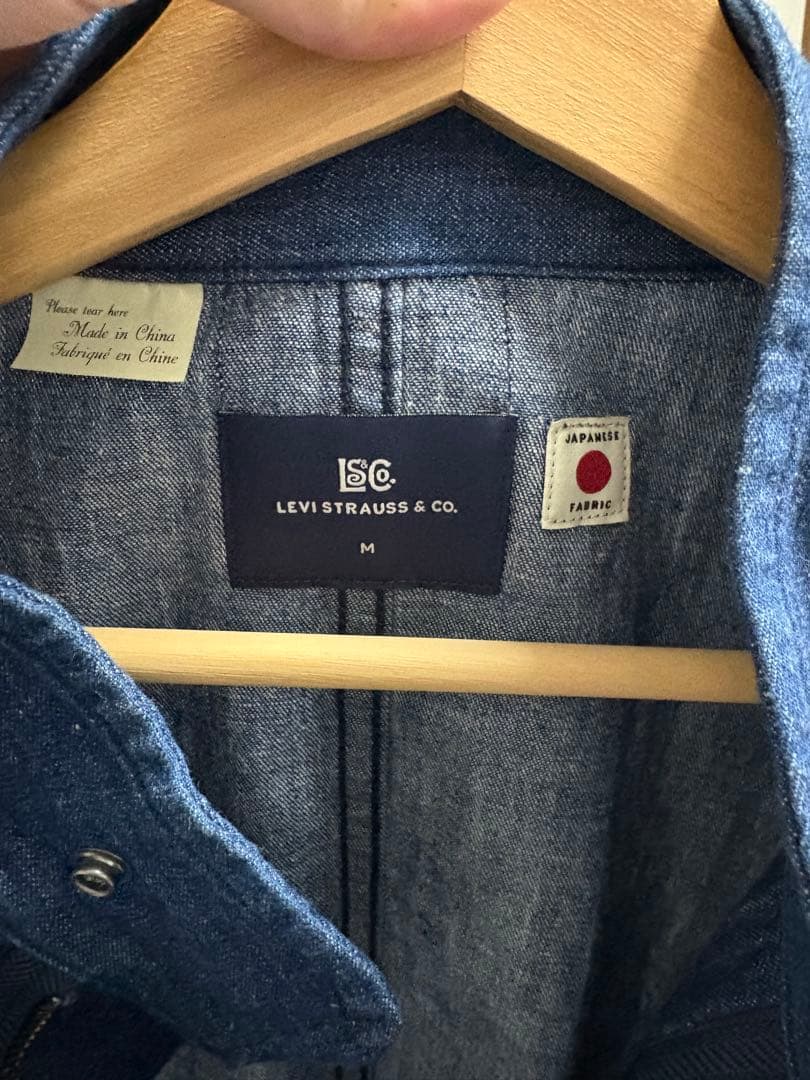 Please tear here
Made in China
Fabriqué en Chine
LS&Co.
LEVI STRAUSS & CO.
M
JAPANESE
FABRIC